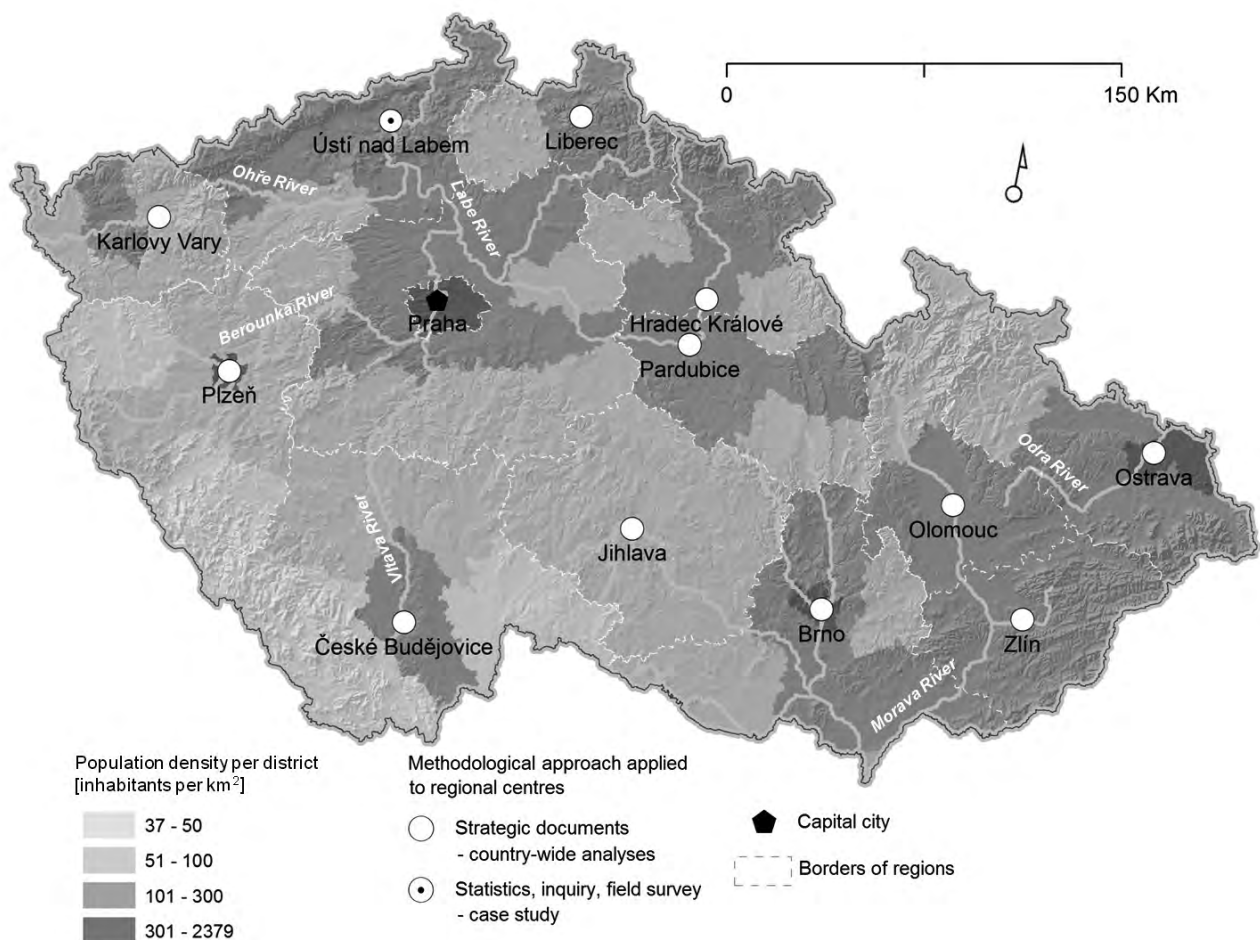 0
150 Km
Ústí nad Labem
Liberec
Ohře River
Labe River
Karlovy Vary
Berounka River
Praha
Hradec Králové
Pardubice
Plzeň
Odra River
Ostrava
Olomouc
Vltava River
Jihlava
Brno
Zlín
České Budějovice
Morava River
Population density per district
[inhabitants per km²]
37 - 50
51 - 100
101 - 300
301 - 2379
Methodological approach applied
to regional centres
Strategic documents
- country-wide analyses
Statistics, inquiry, field survey
- case study
Capital city
Borders of regions